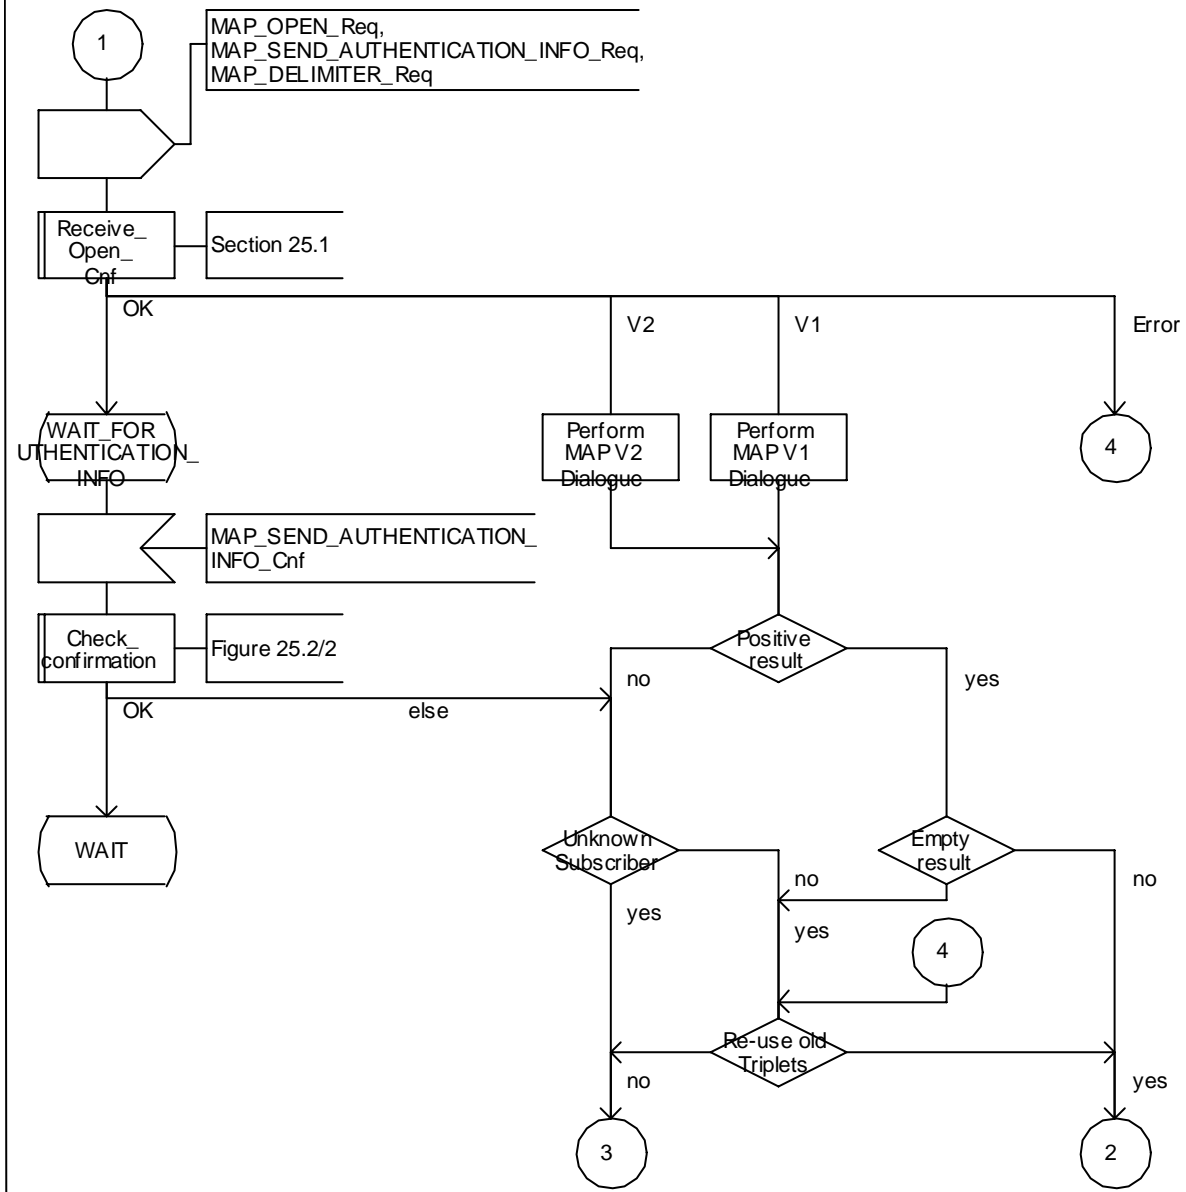 1
MAP_OPEN_Req,
MAP_SEND_AUTHENTICATION_INFO_Req,
MAP_DELIMITER_Req
Receive_
Open_
Cnf
Section 25.1
OK
V2
V1
Error
WAIT_FOR
UTHENTICATION_
INFO
Perform
MAP V2
Dialogue
Perform
MAP V1
Dialogue
4
MAP_SEND_AUTHENTICATION_
INFO_Cnf
Check_
confirmation
Figure 25.2/2
Positive
result
no
yes
OK
else
WAIT
Unknown
Subscriber
Empty
result
no
no
yes
yes
4
Re-use old
Triplets
no
yes
3
2